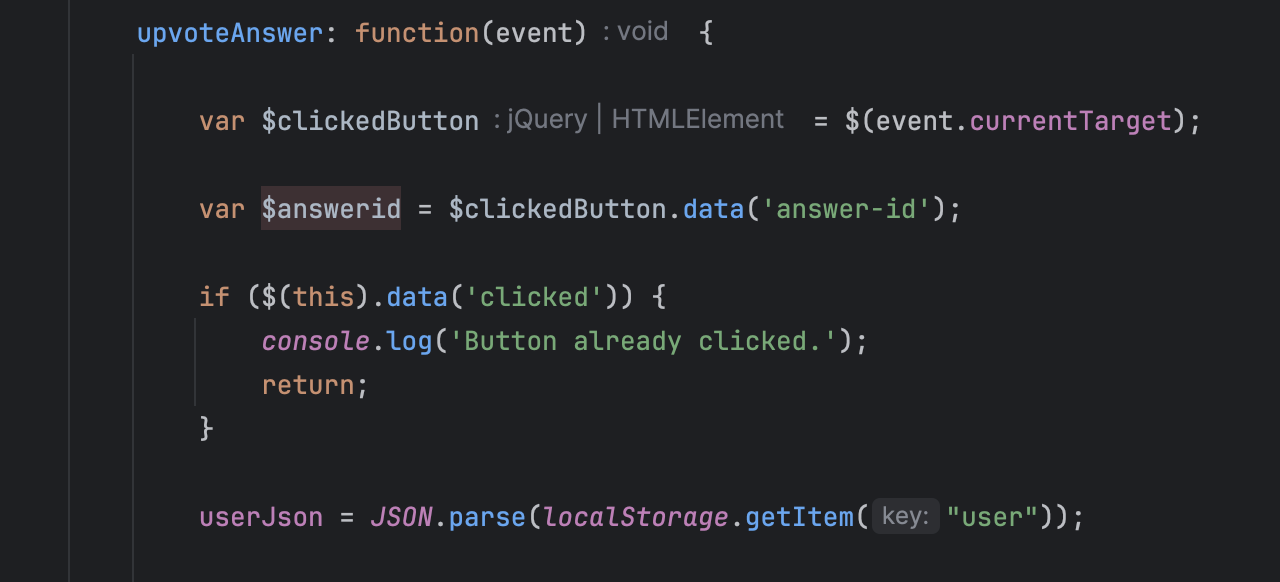 upvoteAnswer: function(event) : void {
var $clickedButton : jQuery | HTMLElement = $(event.currentTarget);
var $answerid = $clickedButton.data('answer-id');
if ($(this).data('clicked')) {
console.log('Button already clicked.');
return;
}
userJson = JSON.parse(localStorage.getItem( key: "user"));